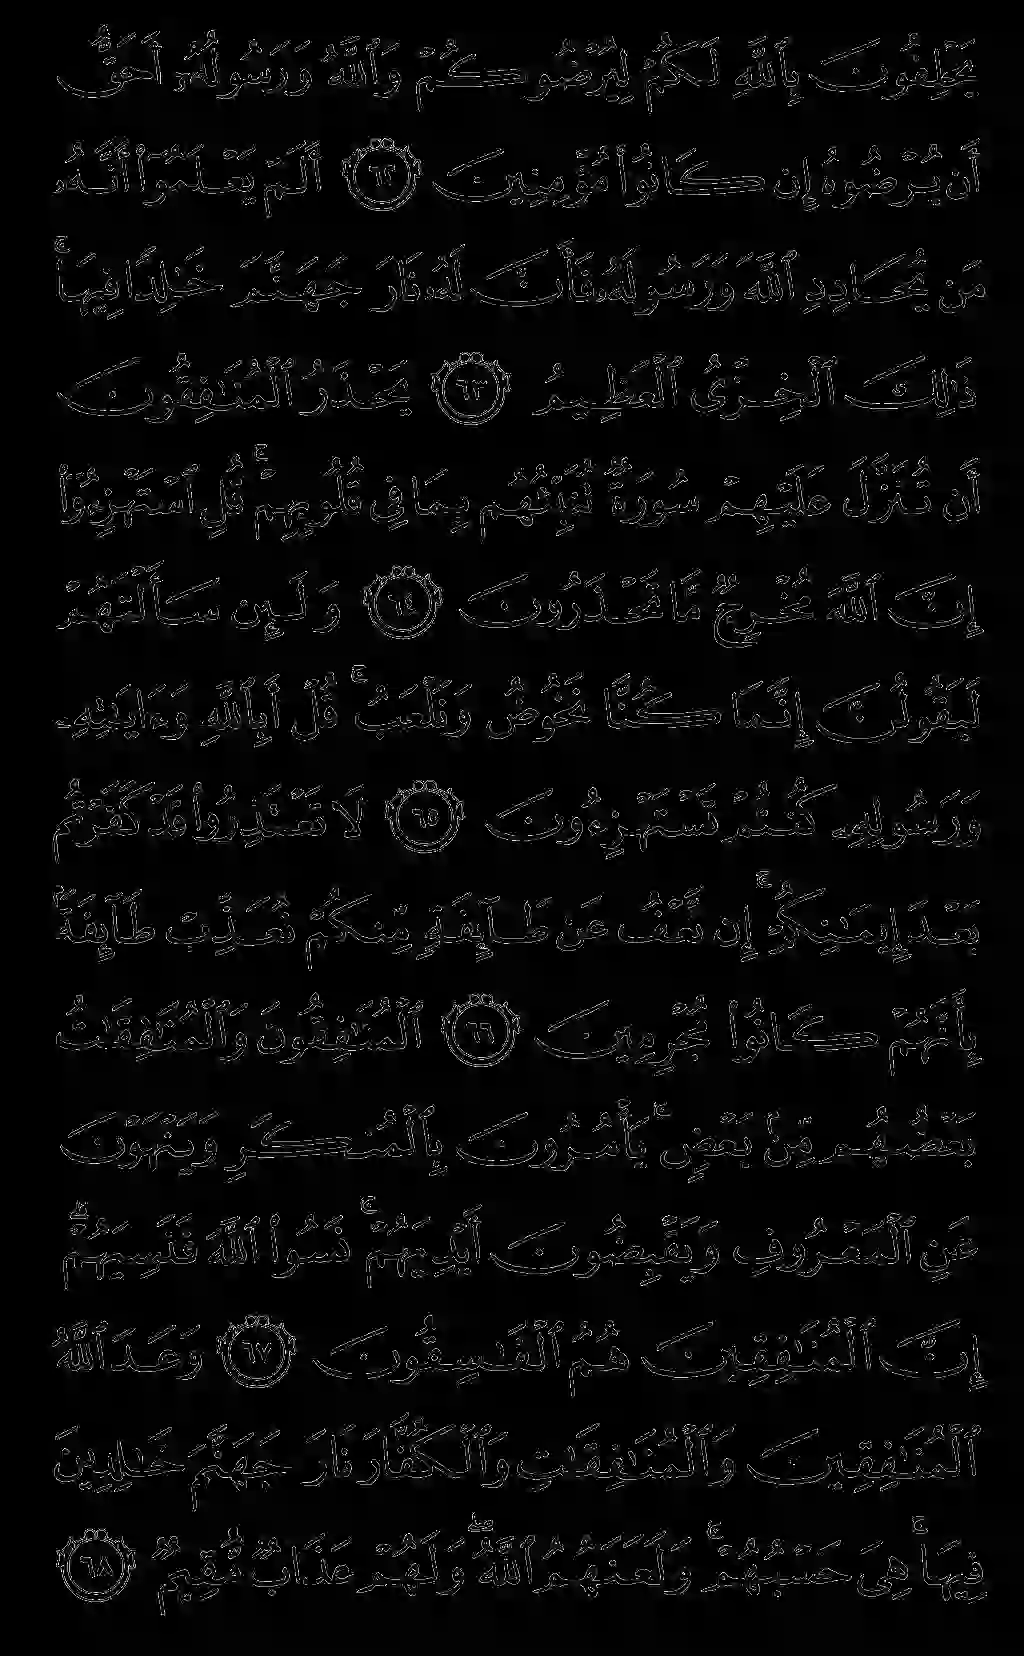 يَحْلِفُونَ بِٱللَّهِ لَكُمْ لِيُرْضُوكُمْ وَٱللَّهُ وَرَسُولُهُۥٓ أَحَقُّ
أَن يُرْضُوهُ إِن كَانُوا۟ مُؤْمِنِينَ ٦٢ أَلَمْ يَعْلَمُوٓا۟ أَنَّهُۥ
مَن يُحَادِدِ ٱللَّهَ وَرَسُولَهُۥ فَأَنَّ لَهُۥ نَارَ جَهَنَّمَ خَـٰلِدًا فِيهَا ۚ
ذَٰلِكَ ٱلْخِزْىُ ٱلْعَظِيمُ ٦٣ يَحْذَرُ ٱلْمُنَـٰفِقُونَ
أَن تُنَزَّلَ عَلَيْهِمْ سُورَةٌ تُنَبِّئُهُم بِمَا فِى قُلُوبِهِمْ ۚ قُلِ ٱسْتَهْزِءُوٓا۟
إِنَّ ٱللَّهَ مُخْرِجٌ مَّا تَحْذَرُونَ ٦٤ وَلَئِن سَأَلْتَهُمْ
لَيَقُولُنَّ إِنَّمَا كُنَّا نَخُوضُ وَنَلْعَبُ ۚ قُلْ أَبِٱللَّهِ وَءَايَـٰتِهِۦ
وَرَسُولِهِۦ كُنتُمْ تَسْتَهْزِءُونَ ٦٥ لَا تَعْتَذِرُوا۟ قَدْ كَفَرْتُم
بَعْدَ إِيمَـٰنِكُمْ ۚ إِن نَّعْفُ عَن طَآئِفَةٍ مِّنكُمْ نُعَذِّبْ طَآئِفَةًۢ
بِأَنَّهُمْ كَانُوا۟ مُجْرِمِينَ ٦٦ ٱلْمُنَـٰفِقُونَ وَٱلْمُنَـٰفِقَـٰتُ
بَعْضُهُم مِّنۢ بَعْضٍ ۚ يَأْمُرُونَ بِٱلْمُنكَرِ وَيَنْهَوْنَ
عَنِ ٱلْمَعْرُوفِ وَيَقْبِضُونَ أَيْدِيَهُمْ ۚ نَسُوا۟ ٱللَّهَ فَنَسِيَهُمْ ۗ
إِنَّ ٱلْمُنَـٰفِقِينَ هُمُ ٱلْفَـٰسِقُونَ ٦٧ وَعَدَ ٱللَّهُ
ٱلْمُنَـٰفِقِينَ وَٱلْمُنَـٰفِقَـٰتِ وَٱلْكُفَّارَ نَارَ جَهَنَّمَ خَـٰلِدِينَ
فِيهَا ۚ هِىَ حَسْبُهُمْ ۚ وَلَعَنَهُمُ ٱللَّهُ ۖ وَلَهُمْ عَذَابٌ مُّقِيمٌ ٦٨